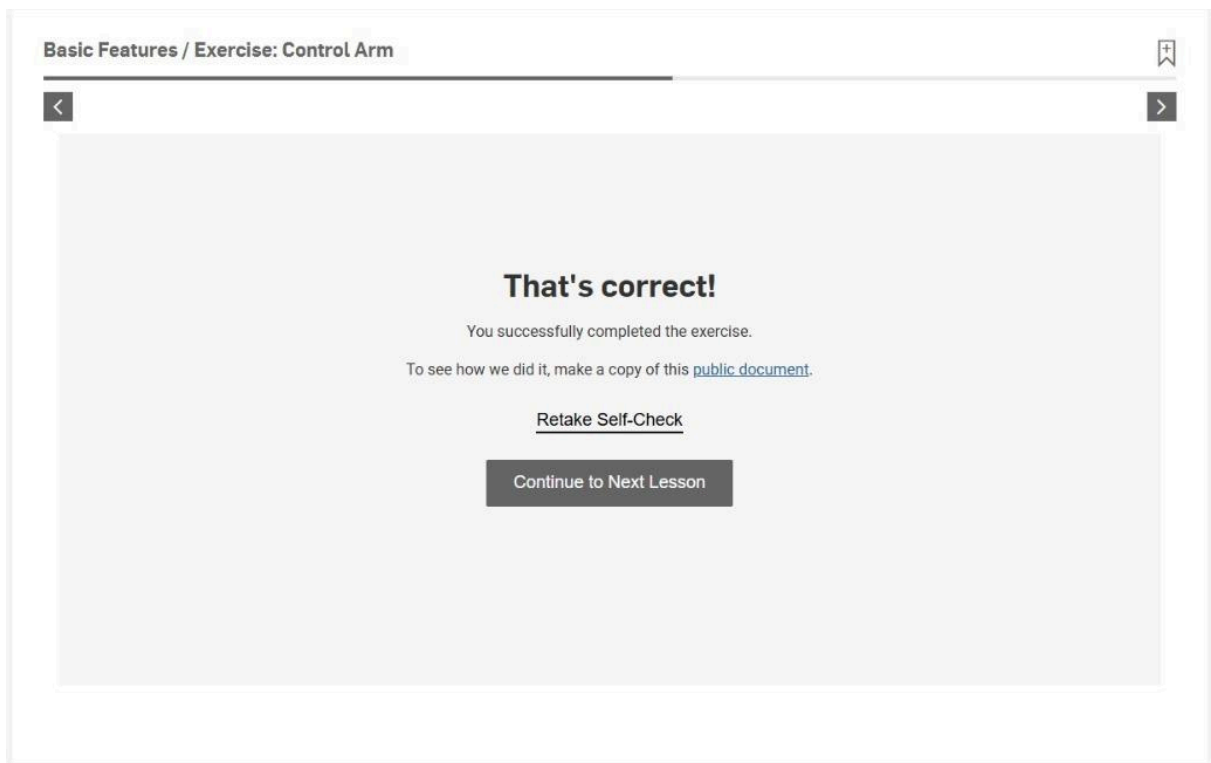 Basic Features / Exercise: Control Arm
That's correct!
You successfully completed the exercise.
To see how we did it, make a copy of this public document.
Retake Self-Check
Continue to Next Lesson